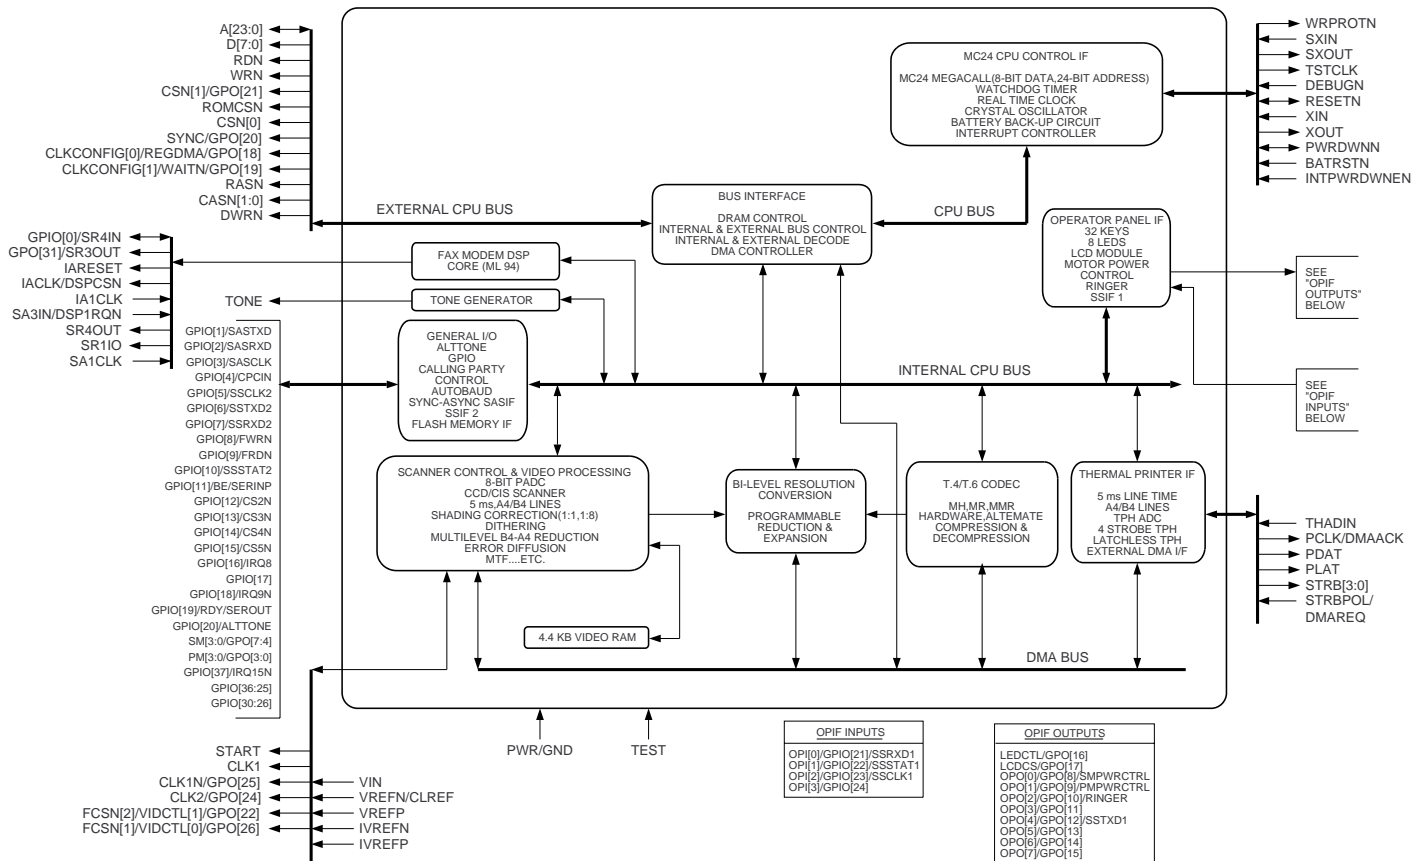 A[23:0]
D[7:0]
RDN
WRN
CSN[1]/GPO[21]
ROMCSN
CSN[0]
SYNC/GPO[20]
CLKCONFIG[0]/REGDMA/GPO[18]
CLKCONFIG[1]/WAITN/GPO[19]
RASN
CASN[1:0]
DWRN
GPIO[0]/SR4IN
GPO[31]/SR3OUT
IARESET
IACLK/DSPCSN
IA1CLK
SA3IN/DSP1RQN
SR4OUT
SR1IO
SA1CLK
TONE
GPIO[1]/SASTXD
GPIO[2]/SASRXD
GPIO[3]/SASCLK
GPIO[4]/CPCIN
GPIO[5]/SSCLK2
GPIO[6]/SSTXD2
GPIO[7]/SSRXD2
GPIO[8]/FWRN
GPIO[9]/FRDN
GPIO[10]/SSSTAT2
GPIO[11]/BE/SERINP
GPIO[12]/CS2N
GPIO[13]/CS3N
GPIO[14]/CS4N
GPIO[15]/CS5N
GPIO[16]/IRQ8
GPIO[17]
GPIO[18]/IRQ9N
GPIO[19]/RDY/SEROUT
GPIO[20]/ALTTONE
SM[3:0/GPO[7:4]
PM[3:0/GPO[3:0]
GPIO[37]/IRQ15N
GPIO[36:25]
GPIO[30:26]
START
CLK1
CLK1N/GPO[25]
CLK2/GPO[24]
FCSN[2]/VIDCTL[1]/GPO[22]
FCSN[1]/VIDCTL[0]/GPO[26]
VIN
VREFN/CLREF
VREFP
IVREFN
IVREFP
EXTERNAL CPU BUS
FAX MODEM DSP
CORE (ML 94)
TONE GENERATOR
GENERAL I/O
ALTTONE
GPIO
CALLING PARTY
CONTROL
AUTOBAUD
SYNC-ASYNC SASIF
SSIF 2
FLASH MEMORY IF
BUS INTERFACE
DRAM CONTROL
INTERNAL & EXTERNAL BUS CONTROL
INTERNAL & EXTERNAL DECODE
DMA CONTROLLER
CPU BUS
MC24 CPU CONTROL IF
MC24 MEGACALL(8-BIT DATA,24-BIT ADDRESS)
WATCHDOG TIMER
REAL TIME CLOCK
CRYSTAL OSCILLATOR
BATTERY BACK-UP CIRCUIT
INTERRUPT CONTROLLER
OPERATOR PANEL IF
32 KEYS
8 LEDS
LCD MODULE
MOTOR POWER
CONTROL
RINGER
SSIF 1
INTERNAL CPU BUS
SCANNER CONTROL & VIDEO PROCESSING
8-BIT PADC
CCD/CIS SCANNER
5 ms,A4/B4 LINES
SHADING CORRECTION(1:1,1:8)
DITHERING
MULTILEVEL B4-A4 REDUCTION
ERROR DIFFUSION
MTF....ETC.
BI-LEVEL RESOLUTION
CONVERSION
PROGRAMMABLE
REDUCTION &
EXPANSION
T.4/T.6 CODEC
MH,MR,MMR
HARDWARE,ALTEMATE
COMPRESSION &
DECOMPRESSION
THERMAL PRINTER IF
5 ms LINE TIME
A4/B4 LINES
TPH ADC
4 STROBE TPH
LATCHLESS TPH
EXTERNAL DMA I/F
4.4 KB VIDEO RAM
DMA BUS
PWR/GND
TEST
WRPROTN
SXIN
SXOUT
TSTCLK
DEBUGN
RESETN
XIN
XOUT
PWRDWNN
BATRSTN
INTPWRDWNEN
SEE
"OPIF
OUTPUTS"
BELOW
SEE
"OPIF
INPUTS"
BELOW
THADIN
PCLK/DMAACK
PDAT
PLAT
STRB[3:0]
STRBPOL/
DMAREQ
OPIF INPUTS
OPI[0]/GPIO[21]/SSRXD1
OPI[1]/GPIO[22]/SSSTAT1
OPI[2]/GPIO[23]/SSCLK1
OPI[3]/GPIO[24]
OPIF OUTPUTS
LEDCTL/GPO[16]
LCDCS/GPO[17]
OPO[0]/GPO[8]/SMPWRCTRL
OPO[1]/GPO[9]/PMPWRCTRL
OPO[2]/GPO[10]/RINGER
OPO[3]/GPO[11]
OPO[4]/GPO[12]/SSTXD1
OPO[5]/GPO[13]
OPO[6]/GPO[14]
OPO[7]/GPO[15]